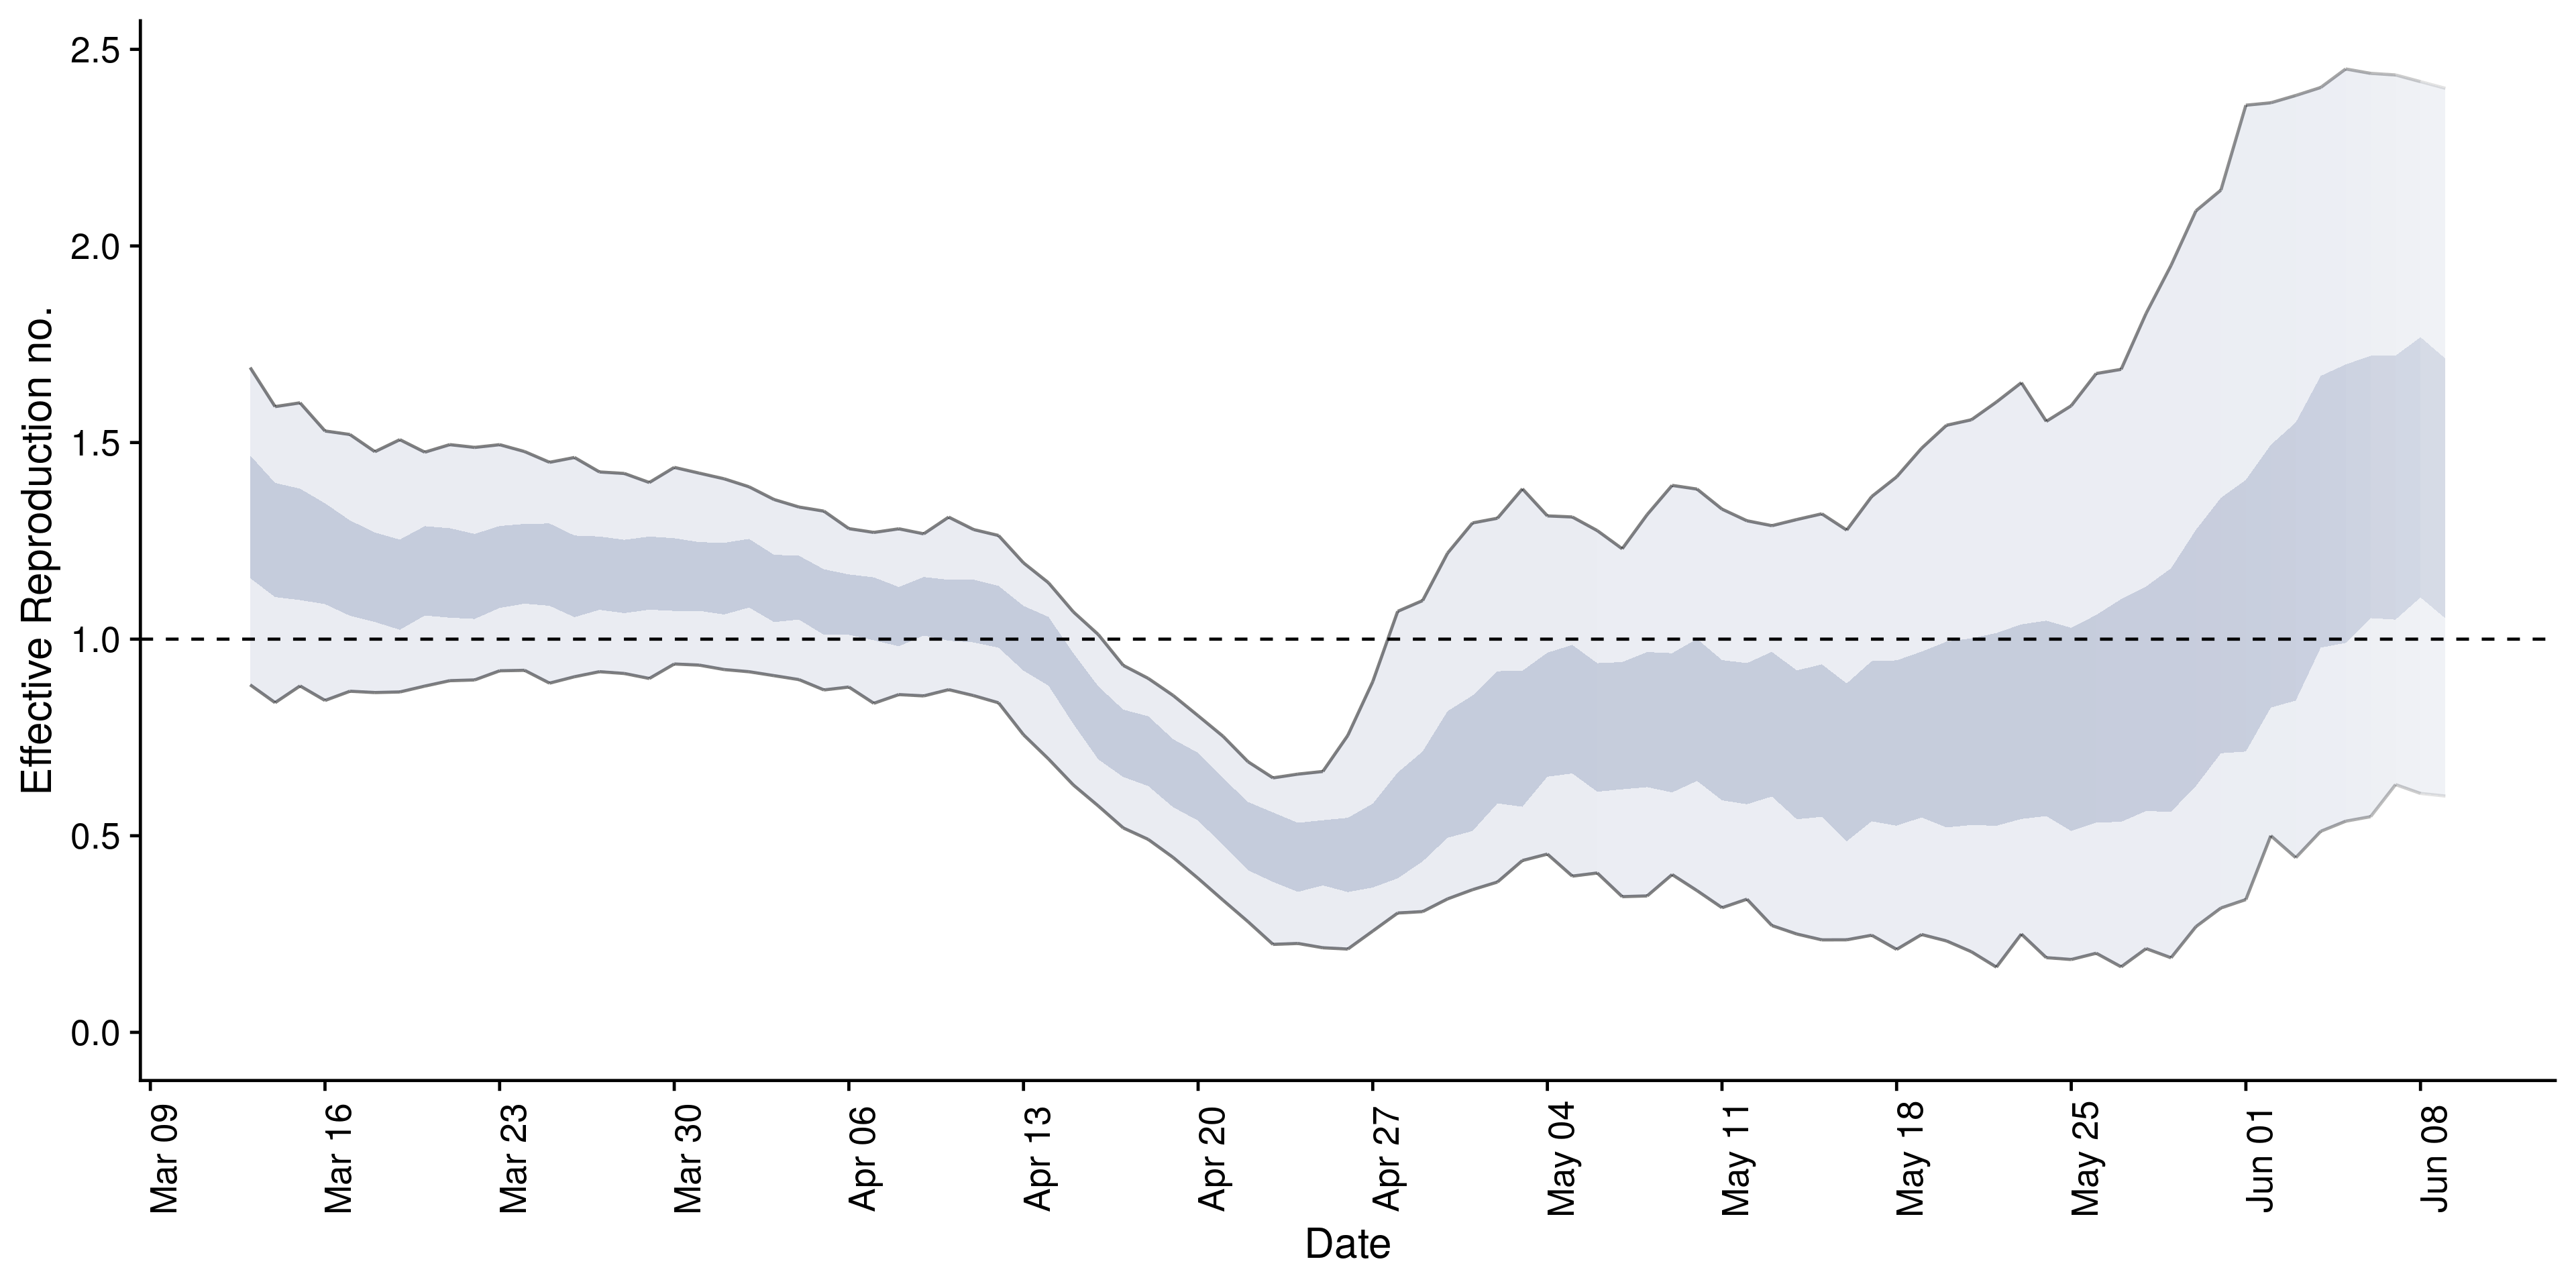 Effective Reproduction no.
2.5
2.0
1.5
1.0
0.5
0.0
Mar 09
Mar 16
Mar 23
Mar 30
Apr 06
Apr 13
Apr 20
Apr 27
May 04
May 11
May 18
May 25
Jun 01
Jun 08
Date